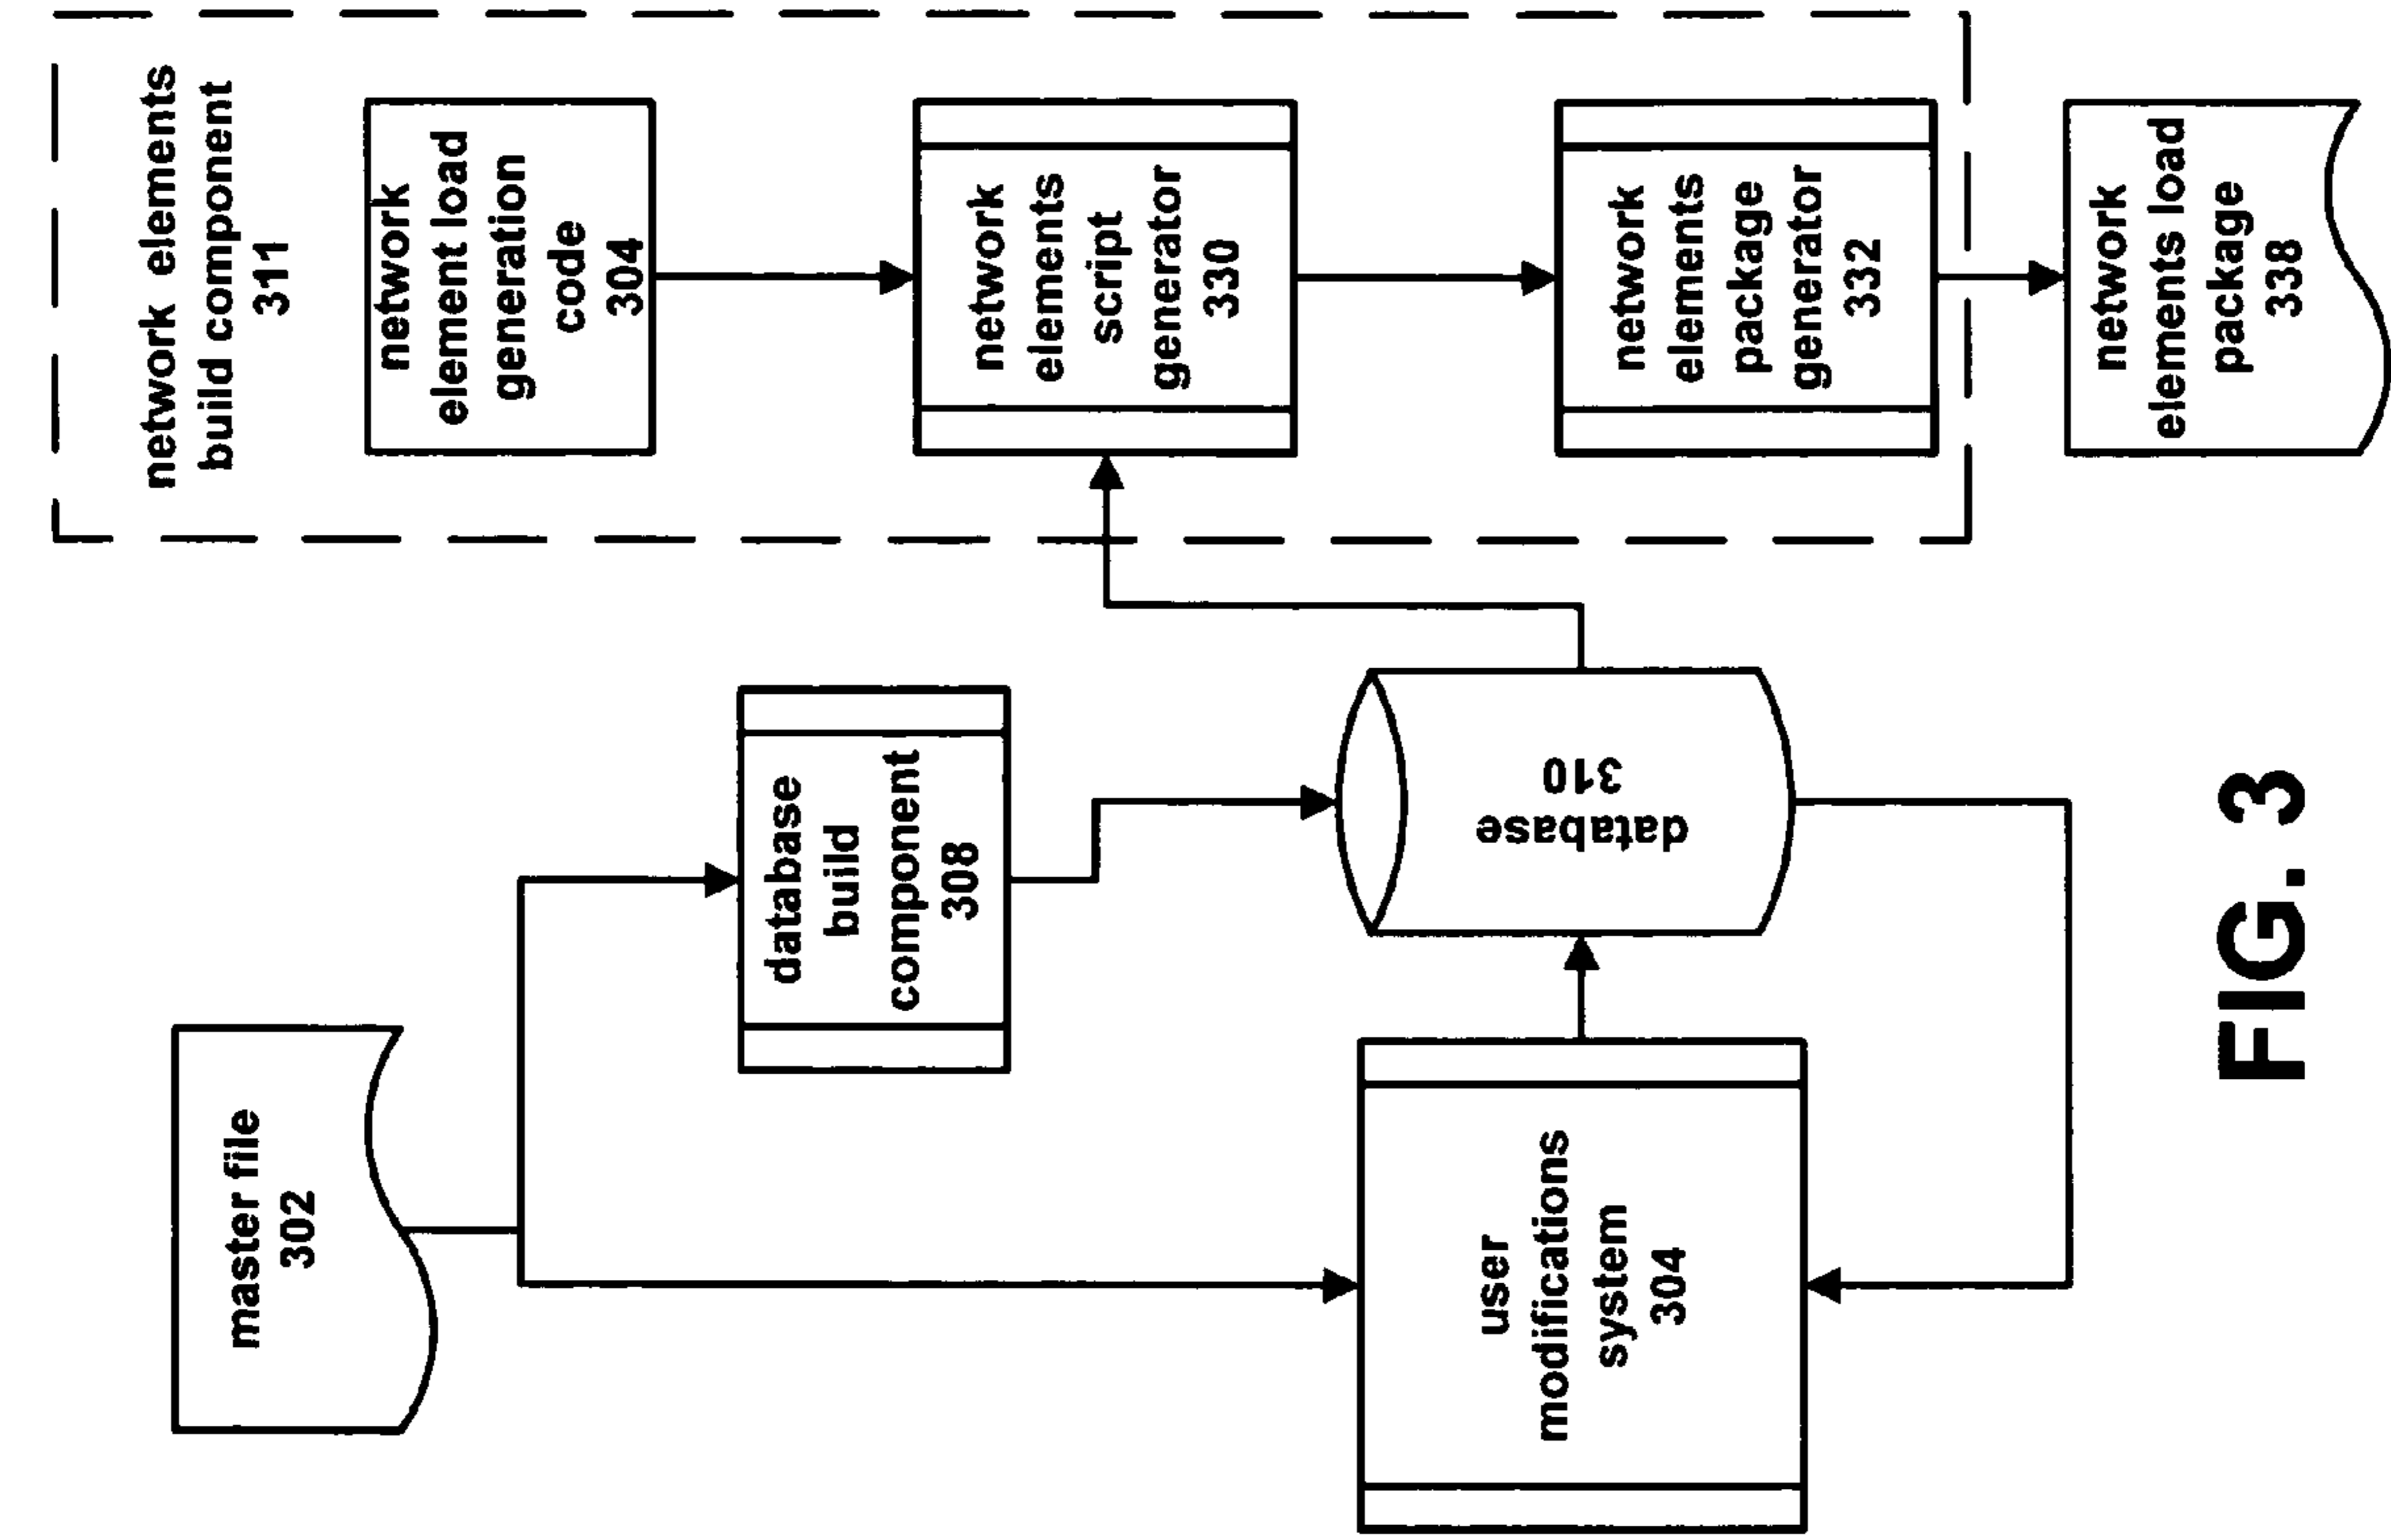 master file
302
database
build
component
308
user
modifications
system
304
database
310
network elements
build component
311
network
element load
generation
code
304
network
elements
script
generator
330
network
elements
package
generator
332
network
elements load
package
338
FIG. 3